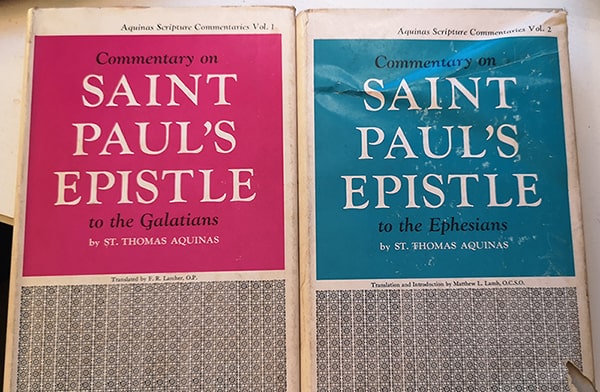 Aquinas Scripture Commentaries Vol. 1
Commentary on
SAINT
PAUL'S
EPISTLE
to the Galatians
by ST. THOMAS AQUINAS
Translated by F. R. Larcher, O.P.
Aquinas Scripture Commentaries Vol. 2
Commentary on
SAINT
PAUL'S
EPISTLE
to the Ephesians
by ST. THOMAS AQUINAS
Translation and Introduction by Matthew L. Lamb, O.C.S.O.